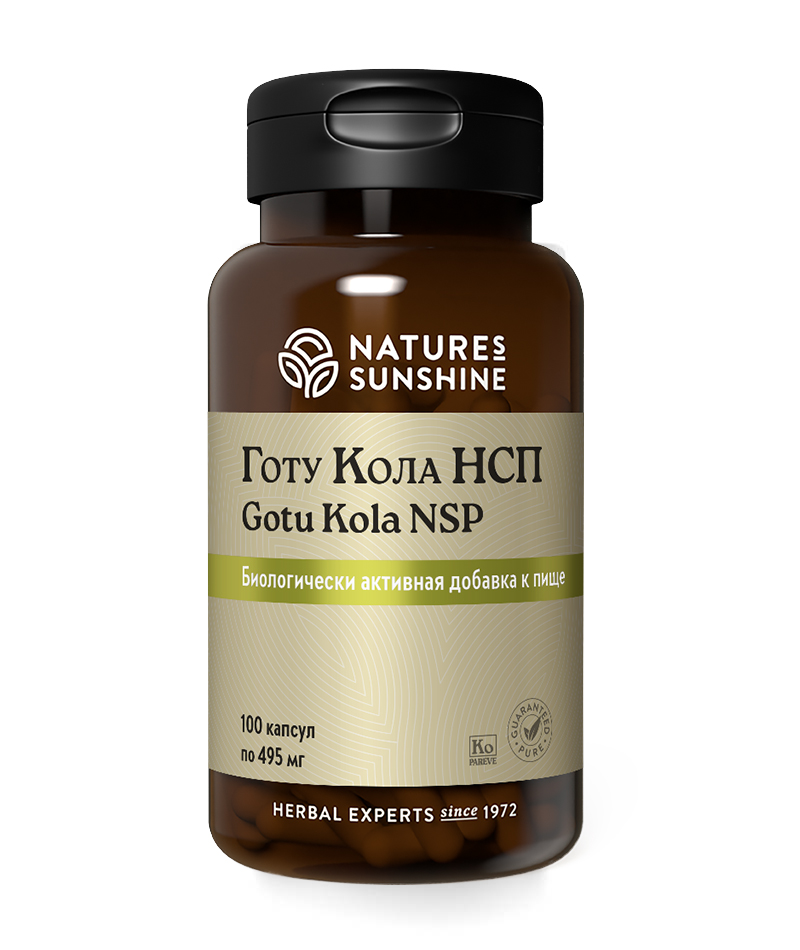 NATURES
SUNSHINE
Готу Кола НСП
Gotu Kola NSP
Биологически активная добавка к пище
100 капсул
по 495 мг
Ko
PAREVE
GUARANTEED
PURE
HERBAL EXPERTS since 1972